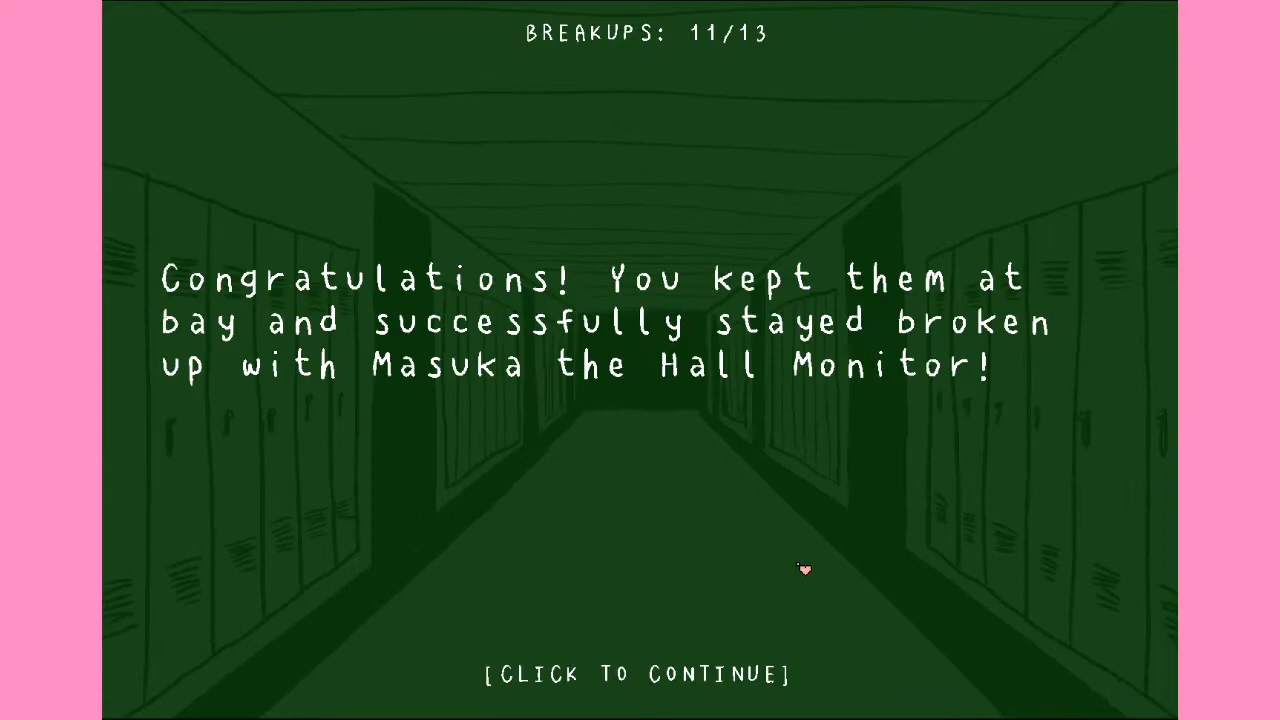 BREAKUPS: 11/13
Congratulations! You kept them at
bay and successfully stayed broken
up with Masuka the Hall Monitor!
[CLICK TO CONTINUE]